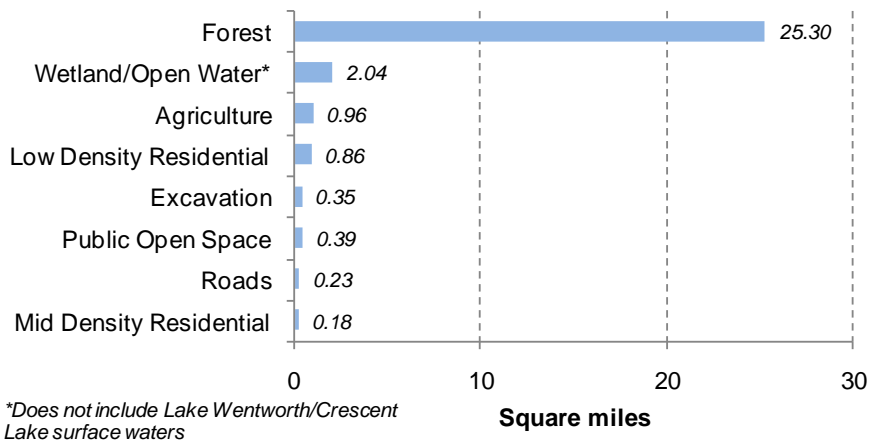 Forest 25.30
Wetland/Open Water* 2.04
Agriculture 0.96
Low Density Residential 0.86
Excavation 0.35
Public Open Space 0.39
Roads 0.23
Mid Density Residential 0.18
0 10 20 30
Square miles
*Does not include Lake Wentworth/Crescent
Lake surface waters